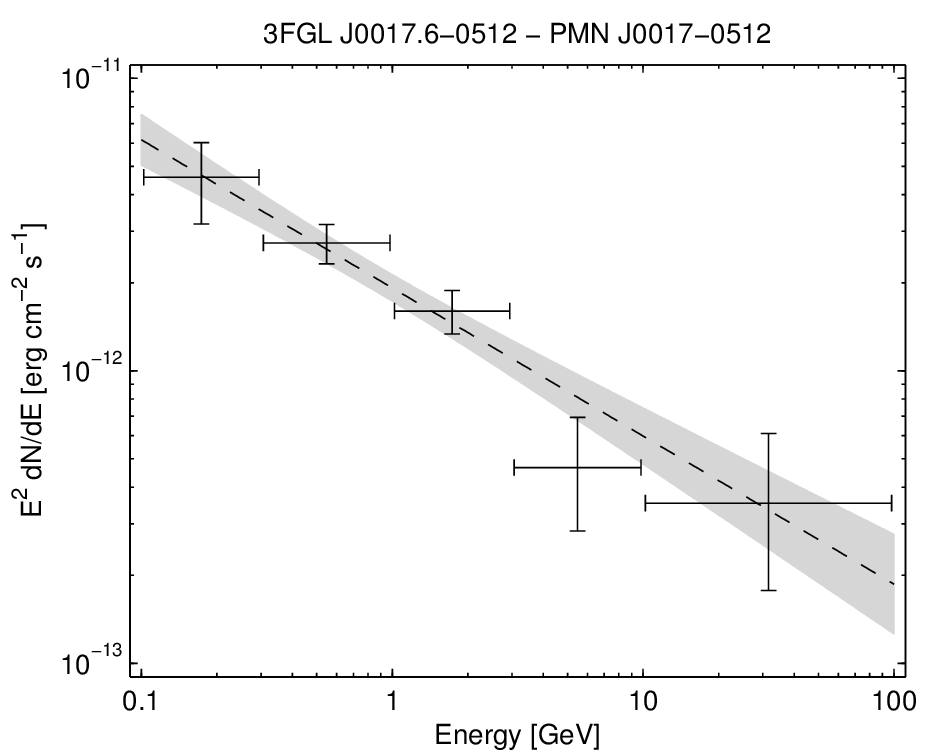 3FGL J0017.6−0512 − PMN J0017−0512
10⁻¹¹
10⁻¹²
10⁻¹³
E² dN/dE [erg cm⁻² s⁻¹]
0.1 1 10 100
Energy [GeV]